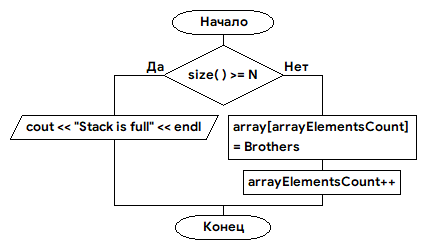 Начало
Да
size( ) >= N
Нет
cout << "Stack is full" << endl
array[arrayElementsCount]
= Brothers
arrayElementsCount++
Конец